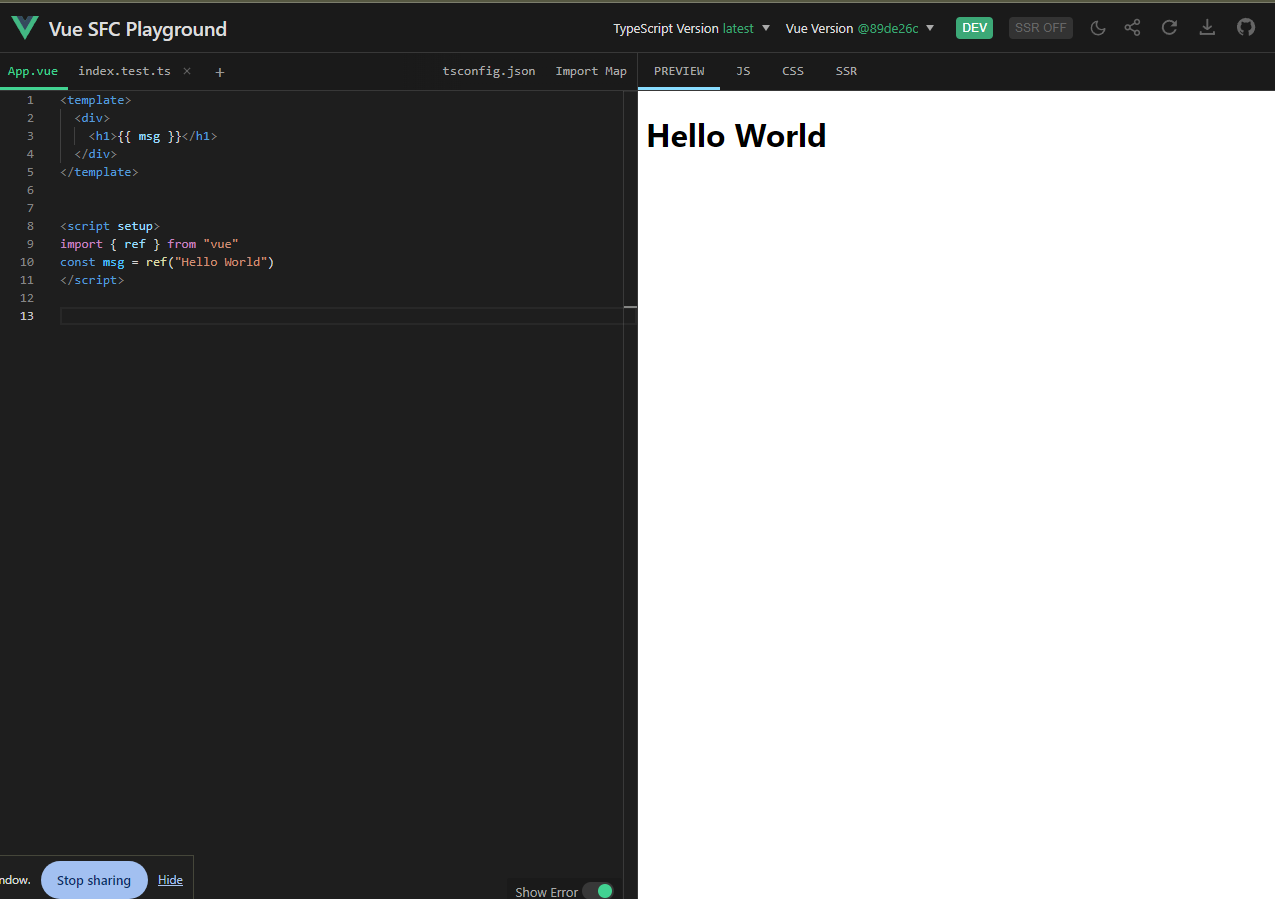 Vue SFC Playground
TypeScript Version latest
Vue Version @89de26c
DEV
SSR OFF
App.vue
index.test.ts ×
+
tsconfig.json
Import Map
PREVIEW
JS
CSS
SSR
1 <template>
2 <div>
3 <h1>{{ msg }}</h1>
4 </div>
5 </template>
6
7
8 <script setup>
9 import { ref } from "vue"
10 const msg = ref("Hello World")
11 </script>
12
13
Hello World
ndow.
Stop sharing
Hide
Show Error